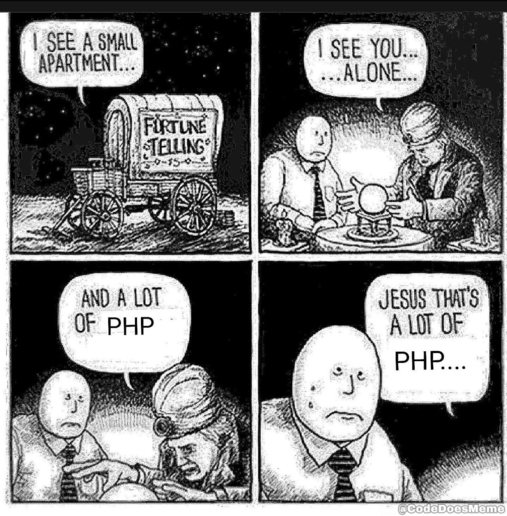 I SEE A SMALL
APARTMENT...
FORTUNE
TELLING
I SEE YOU...
...ALONE...
AND A LOT
OF PHP
JESUS THAT'S
A LOT OF
PHP....
@CodeDoesMeme